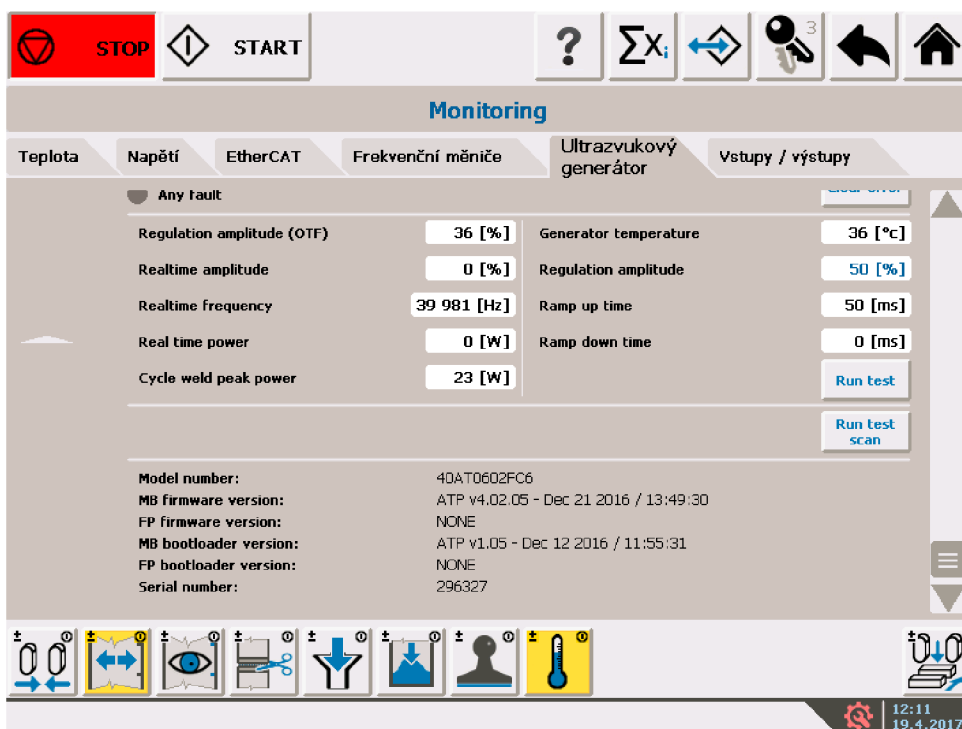 STOP
START
?
Σxi
3
Monitoring
Teplota
Napětí
EtherCAT
Frekvenční měniče
Ultrazvukový
generátor
Vstupy / výstupy
Any fault
Clear error
Regulation amplitude (OTF)
36 [%]
Generator temperature
36 [°c]
Realtime amplitude
0 [%]
Regulation amplitude
50 [%]
Realtime frequency
39 981 [Hz]
Ramp up time
50 [ms]
Real time power
0 [W]
Ramp down time
0 [ms]
Cycle weld peak power
23 [W]
Run test
Run test
scan
Model number:
40AT0602FC6
MB firmware version:
ATP v4.02.05 - Dec 21 2016 / 13:49:30
FP firmware version:
NONE
MB bootloader version:
ATP v1.05 - Dec 12 2016 / 11:55:31
FP bootloader version:
NONE
Serial number:
296327
12:11
19.4.2017